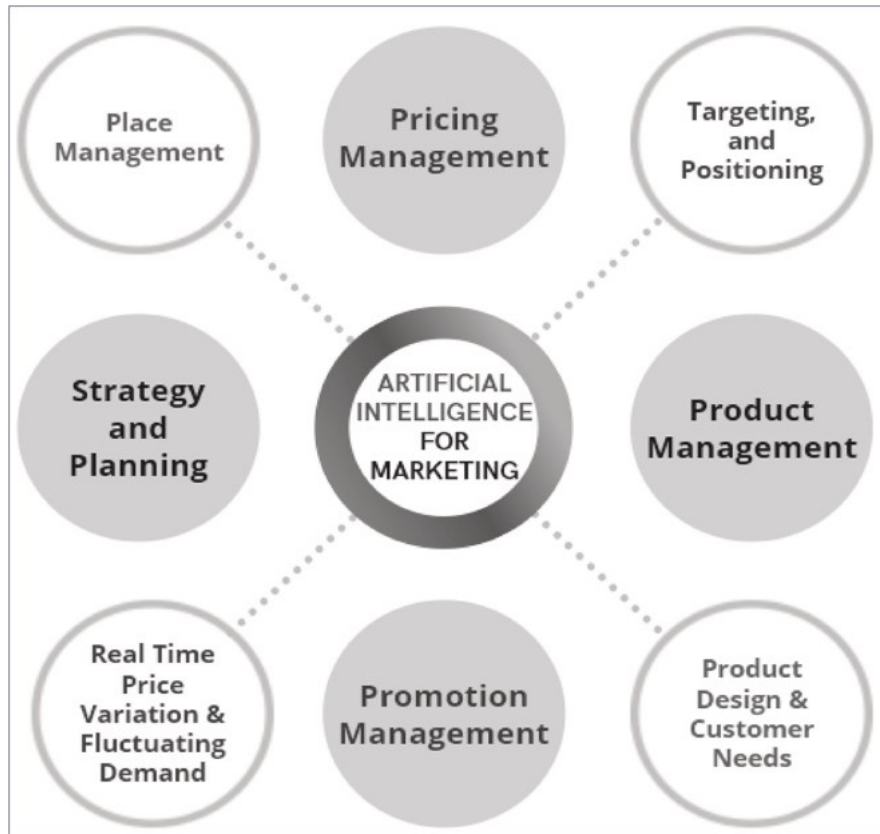 Place
Management
Pricing
Management
Targeting,
and
Positioning
Strategy
and
Planning
ARTIFICIAL
INTELLIGENCE
FOR
MARKETING
Product
Management
Real Time
Price
Variation &
Fluctuating
Demand
Promotion
Management
Product
Design &
Customer
Needs